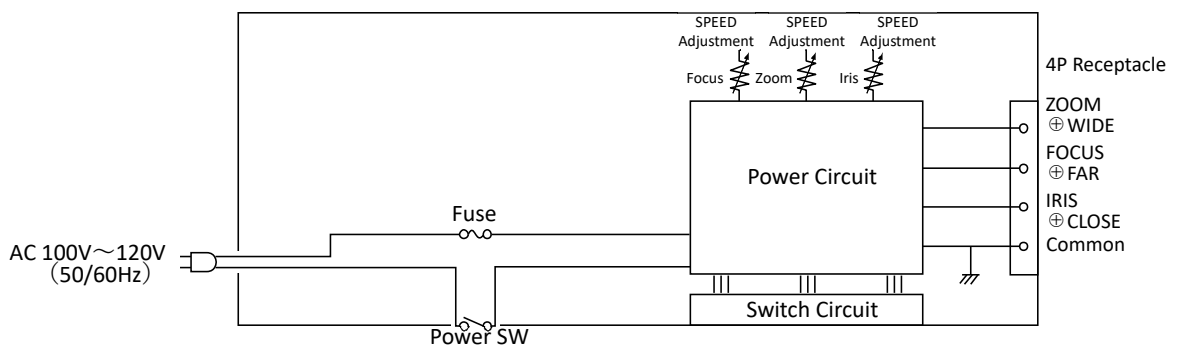 SPEED
Adjustment
SPEED
Adjustment
SPEED
Adjustment
Focus
Zoom
Iris
4P Receptacle
ZOOM
⊕WIDE
FOCUS
⊕FAR
IRIS
⊕CLOSE
Common
Power Circuit
Fuse
AC 100V～120V
（50/60Hz）
Switch Circuit
Power SW